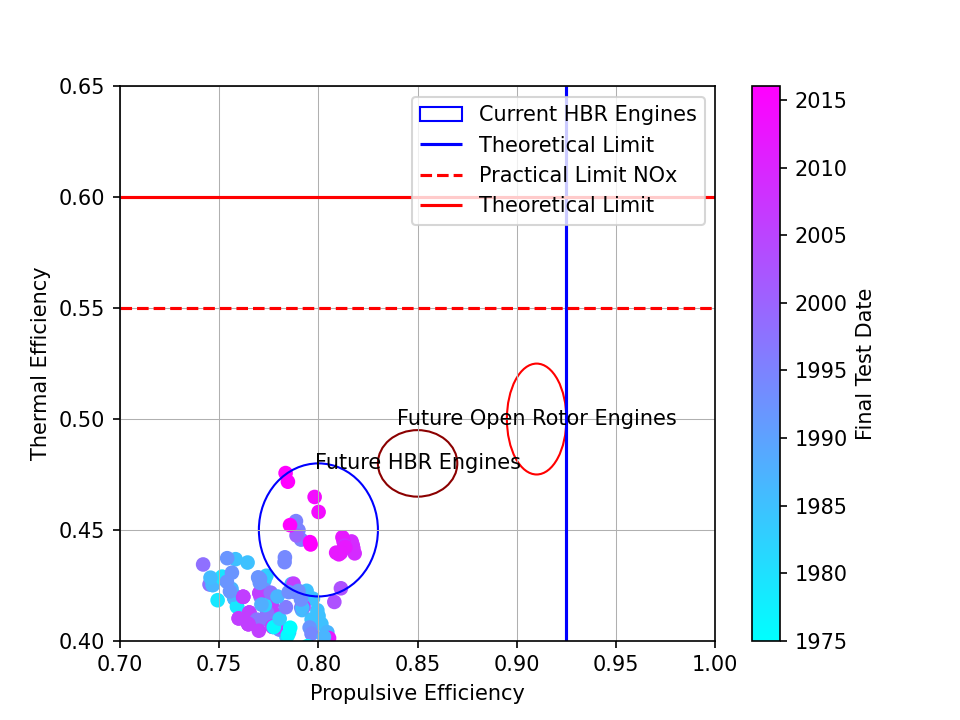 0.65
0.60
0.55
0.50
0.45
0.40
Thermal Efficiency
0.70
0.75
0.80
0.85
0.90
0.95
1.00
Propulsive Efficiency
Current HBR Engines
Theoretical Limit
Practical Limit NOx
Theoretical Limit
Future Open Rotor Engines
Future HBR Engines
2015
2010
2005
2000
1995
1990
1985
1980
1975
Final Test Date